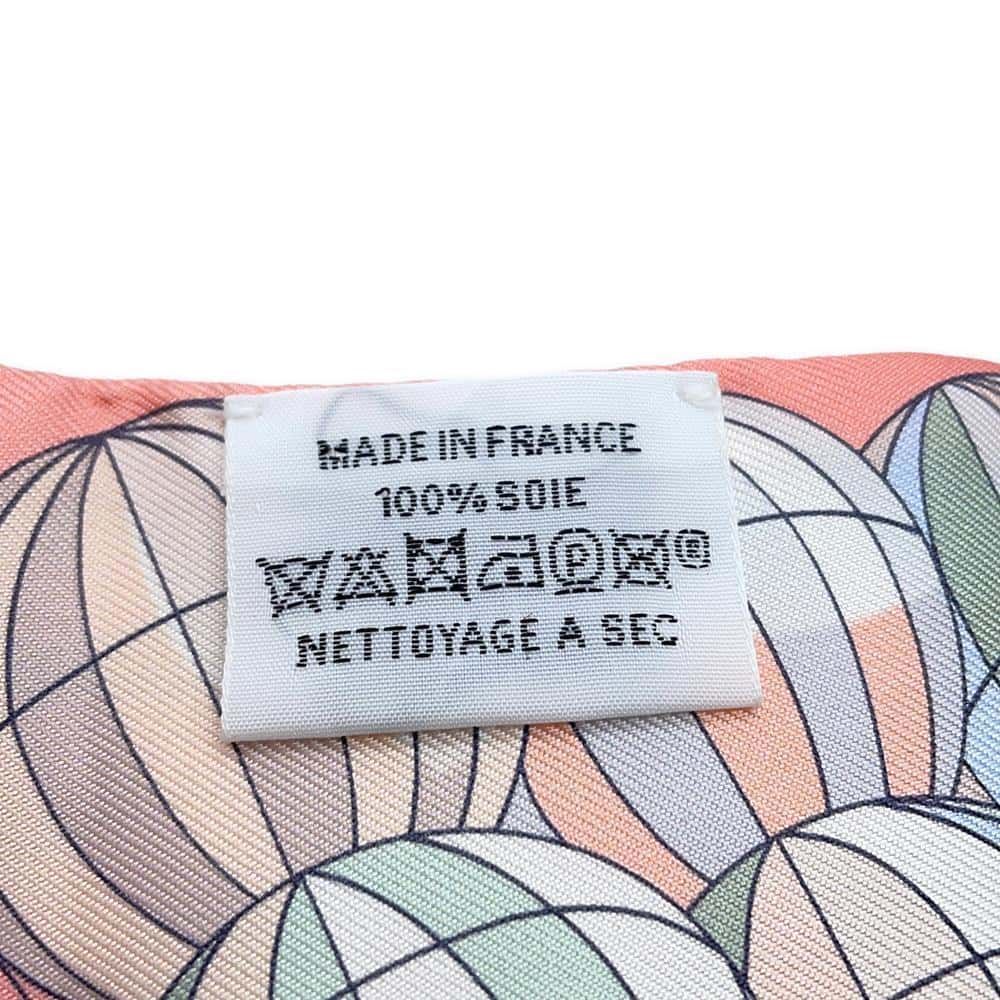 MADE IN FRANCE
100% SOIE
P ®
NETTOYAGE A SEC